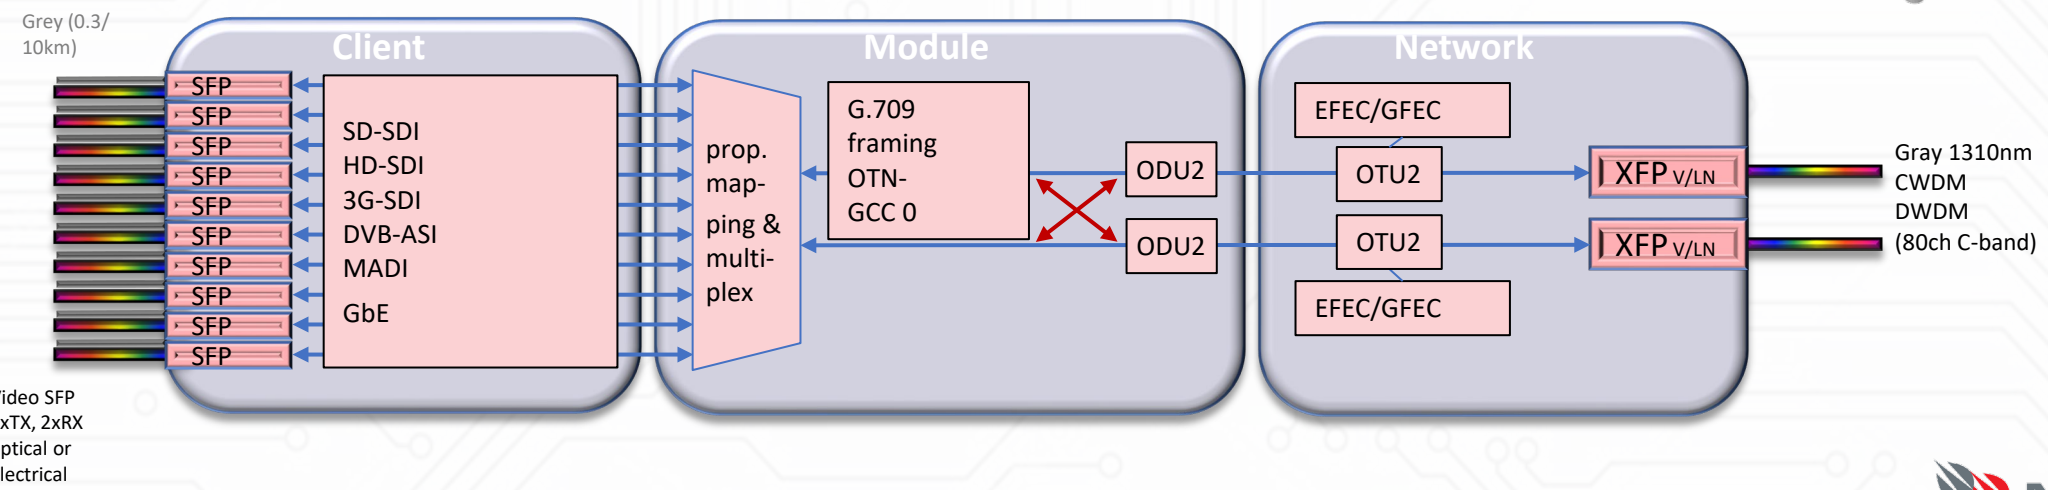 Grey (0.3/
10km)
Client
SFP
SFP
SFP
SFP
SFP
SFP
SFP
SFP
SFP
SFP
SD-SDI
HD-SDI
3G-SDI
DVB-ASI
MADI
GbE
Module
prop.
map-
ping &
multi-
plex
G.709
framing
OTN-
GCC 0
ODU2
ODU2
Network
EFEC/GFEC
OTU2
OTU2
EFEC/GFEC
XFP V/LN
XFP V/LN
Gray 1310nm
CWDM
DWDM
(80ch C-band)
SFP
xTX, 2xRX
or